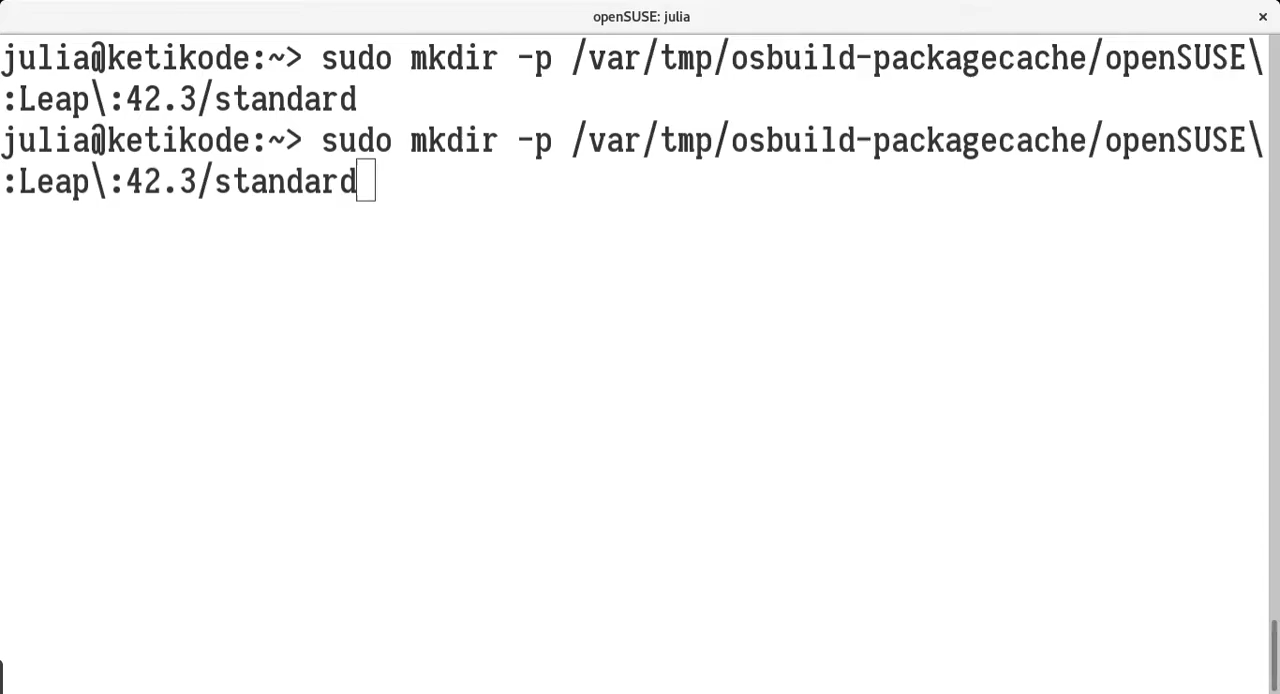 openSUSE: julia
julia@ketikode:~> sudo mkdir -p /var/tmp/osbuild-packagecache/openSUSE\
:Leap\:42.3/standard
julia@ketikode:~> sudo mkdir -p /var/tmp/osbuild-packagecache/openSUSE\
:Leap\:42.3/standard